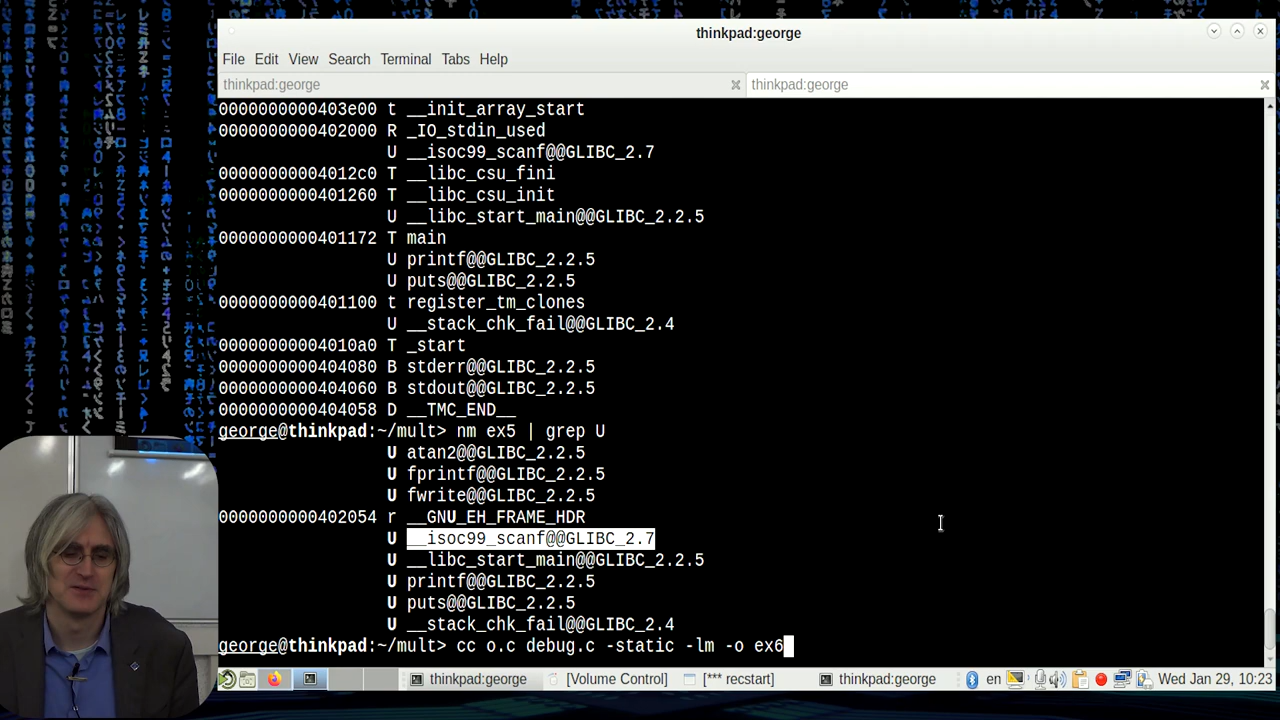 thinkpad:george
File Edit View Search Terminal Tabs Help
thinkpad:george
thinkpad:george
0000000000403e00 t __init_array_start
0000000000402000 R _IO_stdin_used
U __isoc99_scanf@@GLIBC_2.7
00000000004012c0 T __libc_csu_fini
0000000000401260 T __libc_csu_init
U __libc_start_main@@GLIBC_2.2.5
0000000000401172 T main
U printf@@GLIBC_2.2.5
U puts@@GLIBC_2.2.5
0000000000401100 t register_tm_clones
U __stack_chk_fail@@GLIBC_2.4
00000000004010a0 T _start
0000000000404080 B stderr@@GLIBC_2.2.5
0000000000404060 B stdout@@GLIBC_2.2.5
0000000000404058 D __TMC_END__
george@thinkpad:~/mult> nm ex5 | grep U
U atan2@@GLIBC_2.2.5
U fprintf@@GLIBC_2.2.5
U fwrite@@GLIBC_2.2.5
0000000000402054 r __GNU_EH_FRAME_HDR
U __isoc99_scanf@@GLIBC_2.7
U __libc_start_main@@GLIBC_2.2.5
U printf@@GLIBC_2.2.5
U puts@@GLIBC_2.2.5
U __stack_chk_fail@@GLIBC_2.4
george@thinkpad:~/mult> cc o.c debug.c -static -lm -o ex6
thinkpad:george [Volume Control] [*** recstart] thinkpad:george en Wed Jan 29, 10:23